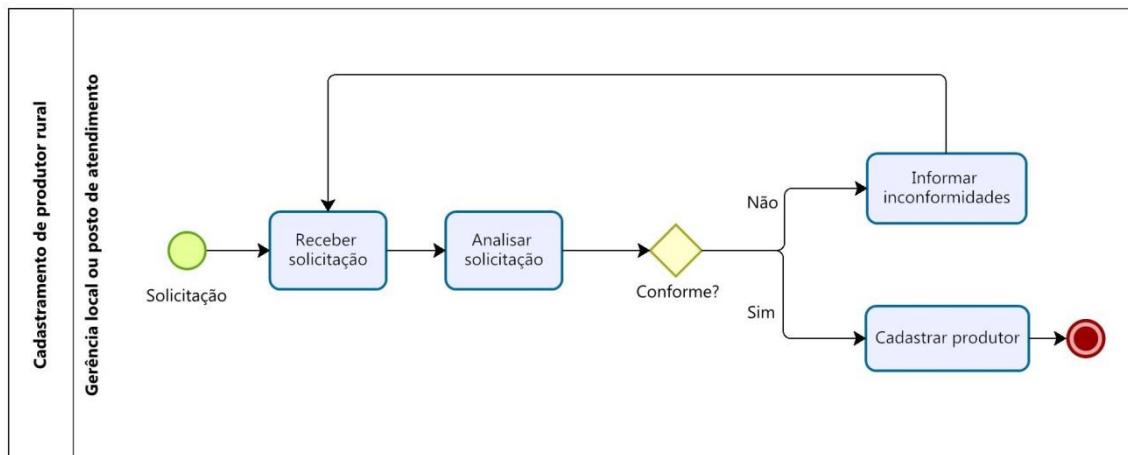 Cadastramento de produtor rural
Gerência local ou posto de atendimento
Solicitação
Receber
solicitação
Analisar
solicitação
Conforme?
Não
Informar
inconformidades
Sim
Cadastrar produtor